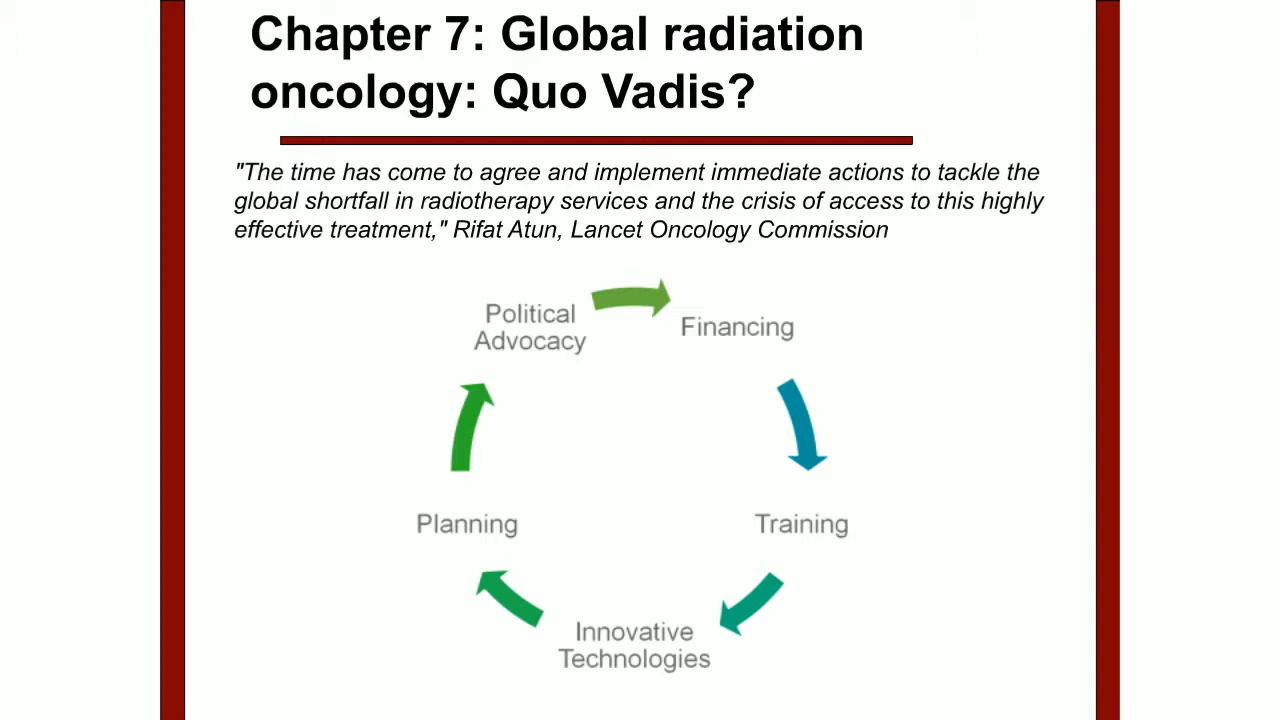 Chapter 7: Global radiation
oncology: Quo Vadis?
"The time has come to agree and implement immediate actions to tackle the
global shortfall in radiotherapy services and the crisis of access to this highly
effective treatment," Rifat Atun, Lancet Oncology Commission
Political
Advocacy
Financing
Planning
Training
Innovative
Technologies